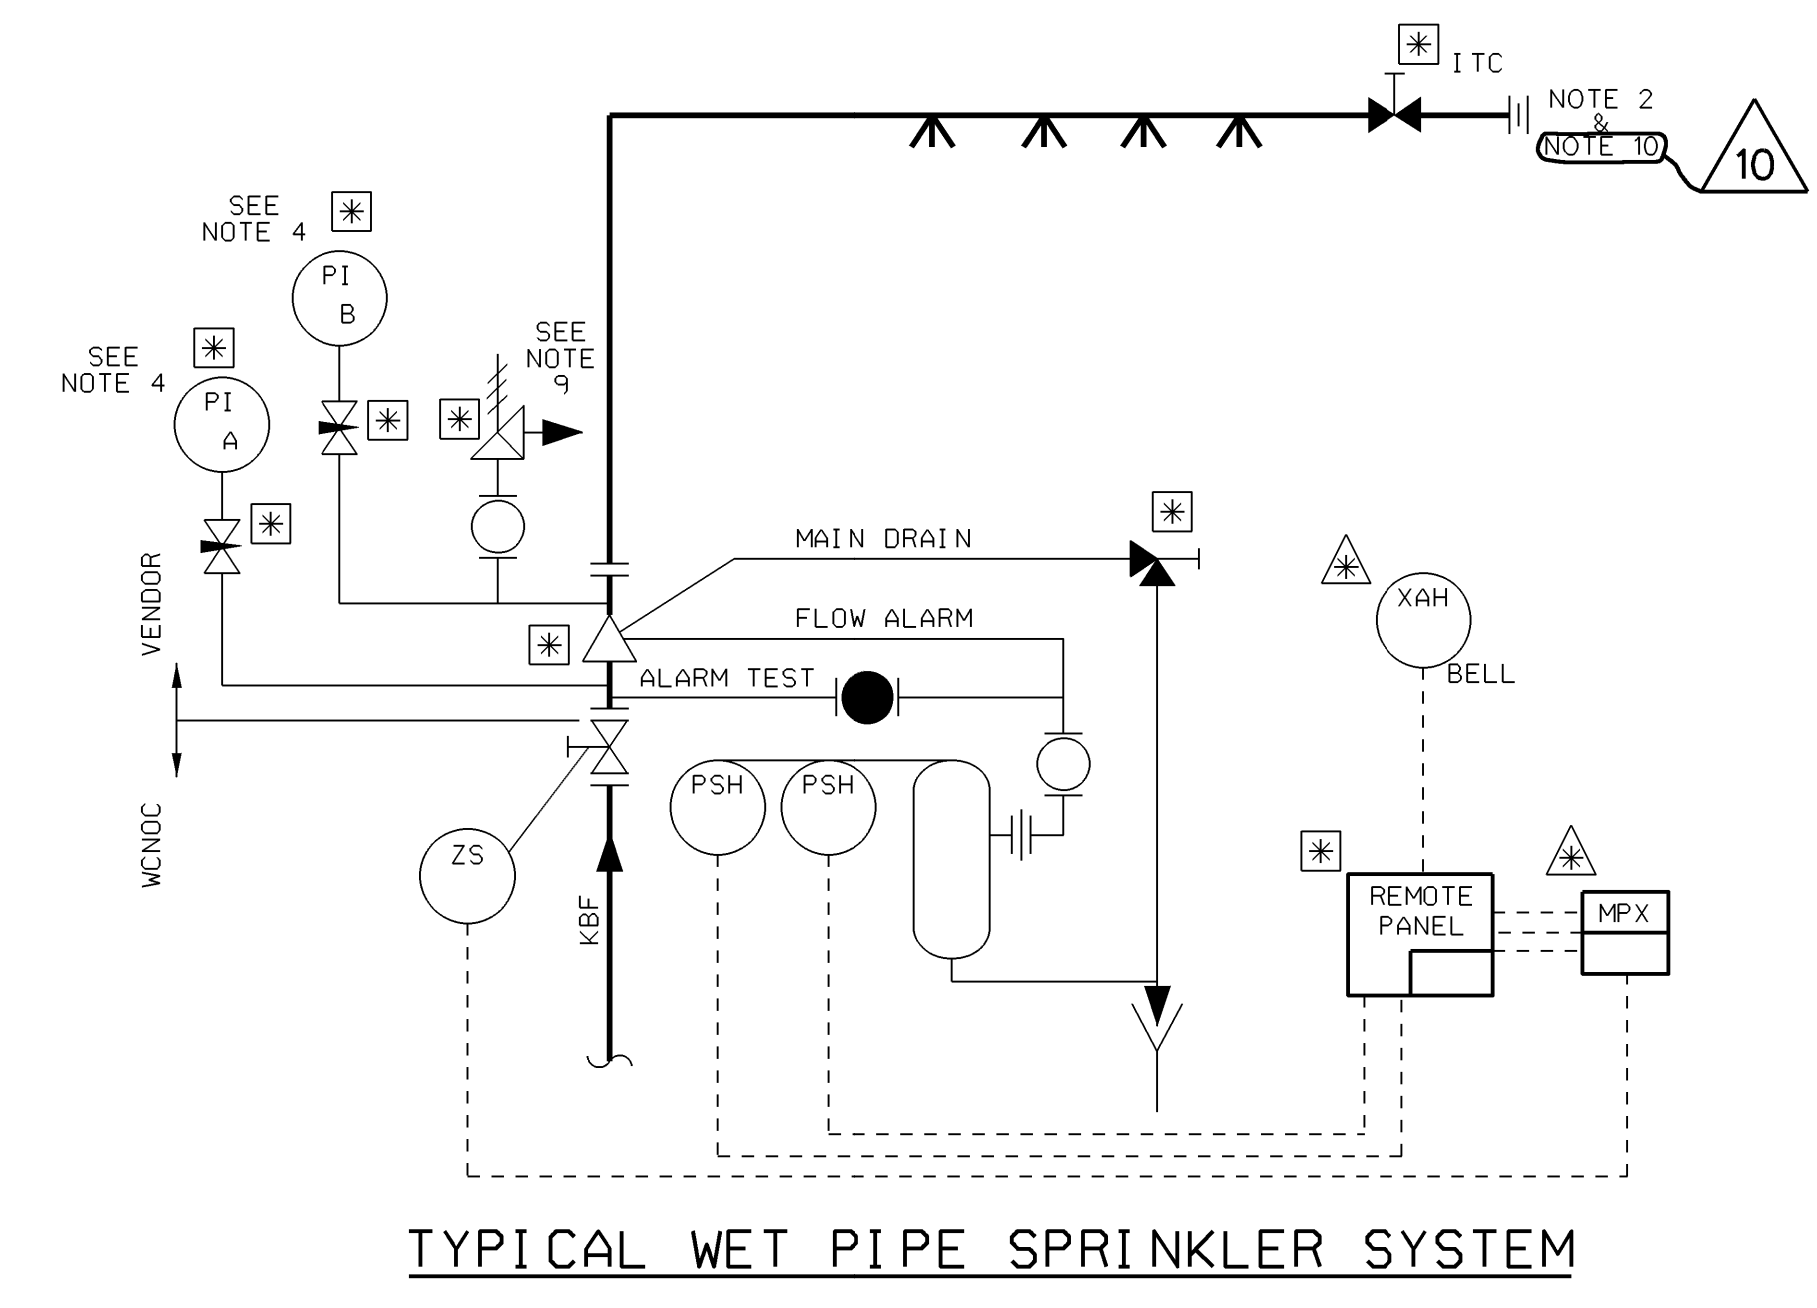 ITC
NOTE 2
&
NOTE 10
10
SEE
NOTE 4
PI
B
SEE
NOTE 4
PI
A
SEE
NOTE
9
VENDOR
WCNOC
MAIN DRAIN
FLOW ALARM
ALARM TEST
XAH
BELL
PSH
PSH
ZS
KBF
REMOTE
PANEL
MPX
TYPICAL WET PIPE SPRINKLER SYSTEM